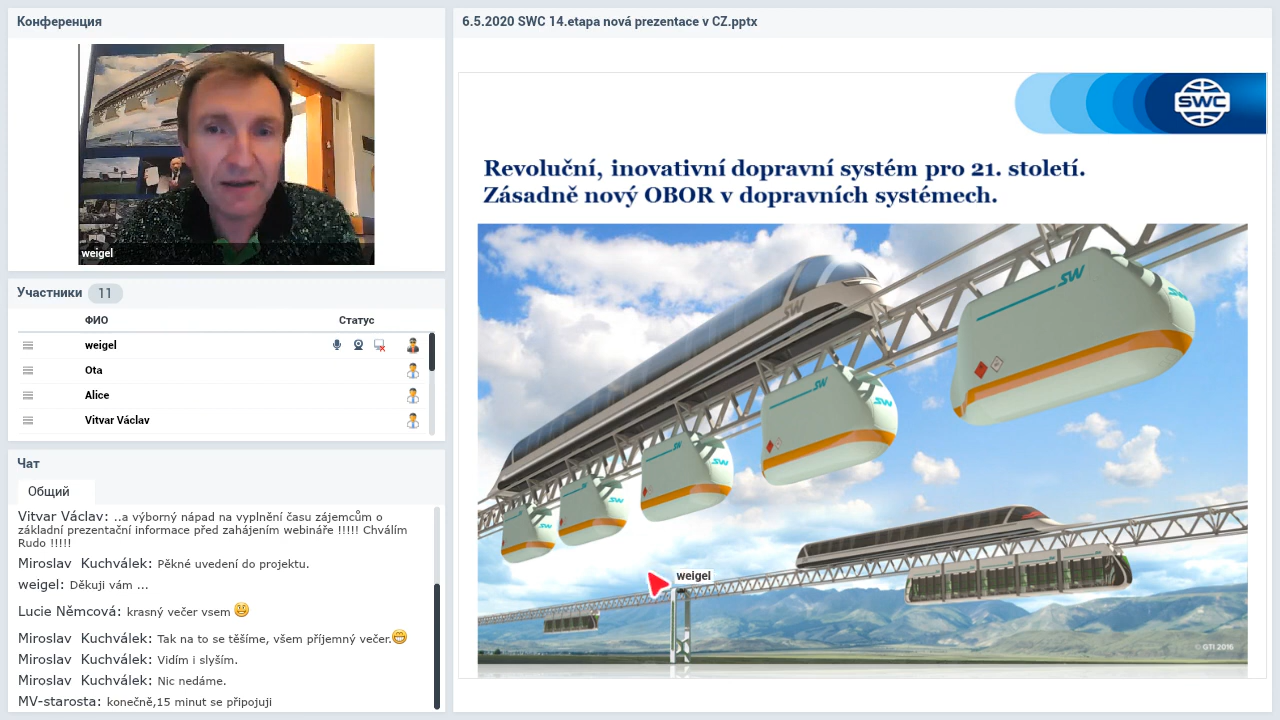 Конференция
weigel
Участники 11
ФИО Статус
weigel
Ota
Alice
Vitvar Václav
Чат
Общий
Vitvar Václav: ..a výborný nápad na vyplnění času zájemcům o
základní prezentační informace před zahájením webináře !!!!! Chválím
Rudo !!!!!
Miroslav Kuchválek: Pěkné uvedení do projektu.
weigel: Děkuji vám ...
Lucie Němcová: krasný večer vsem
Miroslav Kuchválek: Tak na to se těšíme, všem příjemný večer.
Miroslav Kuchválek: Vidím i slyším.
Miroslav Kuchválek: Nic nedáme.
MV-starosta: konečně,15 minut se připojuji
6.5.2020 SWC 14.etapa nová prezentace v CZ.pptx
SWC
Revoluční, inovativní dopravní systém pro 21. století.
Zásadně nový OBOR v dopravních systémech.
SW
SW
SW
SW
SW
SW
SW
SW
SW
SW
weigel
© GTI 2016